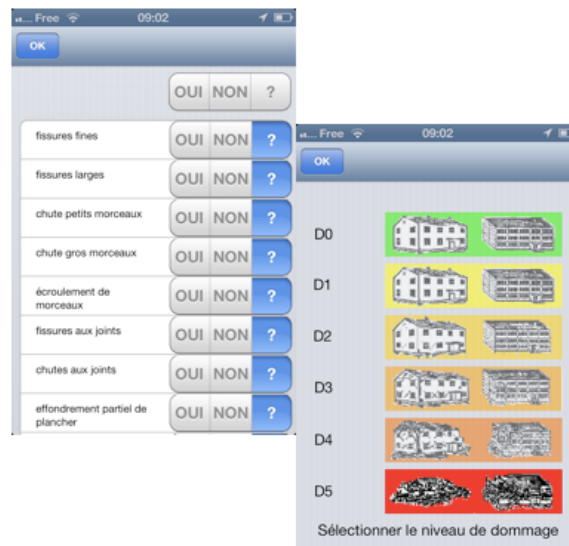 Free 09:02
OK
OUI NON ?
fissures fines OUI NON ?
fissures larges OUI NON ?
chute petits morceaux OUI NON ?
chute gros morceaux OUI NON ?
écroulement de
morceaux OUI NON ?
fissures aux joints OUI NON ?
chutes aux joints OUI NON ?
effondrement partiel de
plancher OUI NON ?
Free 09:02
OK
D0
D1
D2
D3
D4
D5
Sélectionner le niveau de dommage